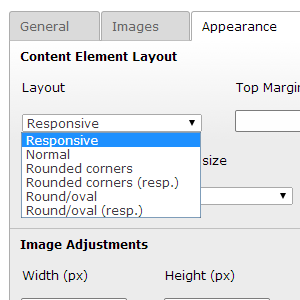 General Images Appearance
Content Element Layout
Layout Top Margin
Responsive
Responsive
Normal
Rounded corners
Rounded corners (resp.)
Round/oval
Round/oval (resp.)
size
Image Adjustments
Width (px) Height (px)